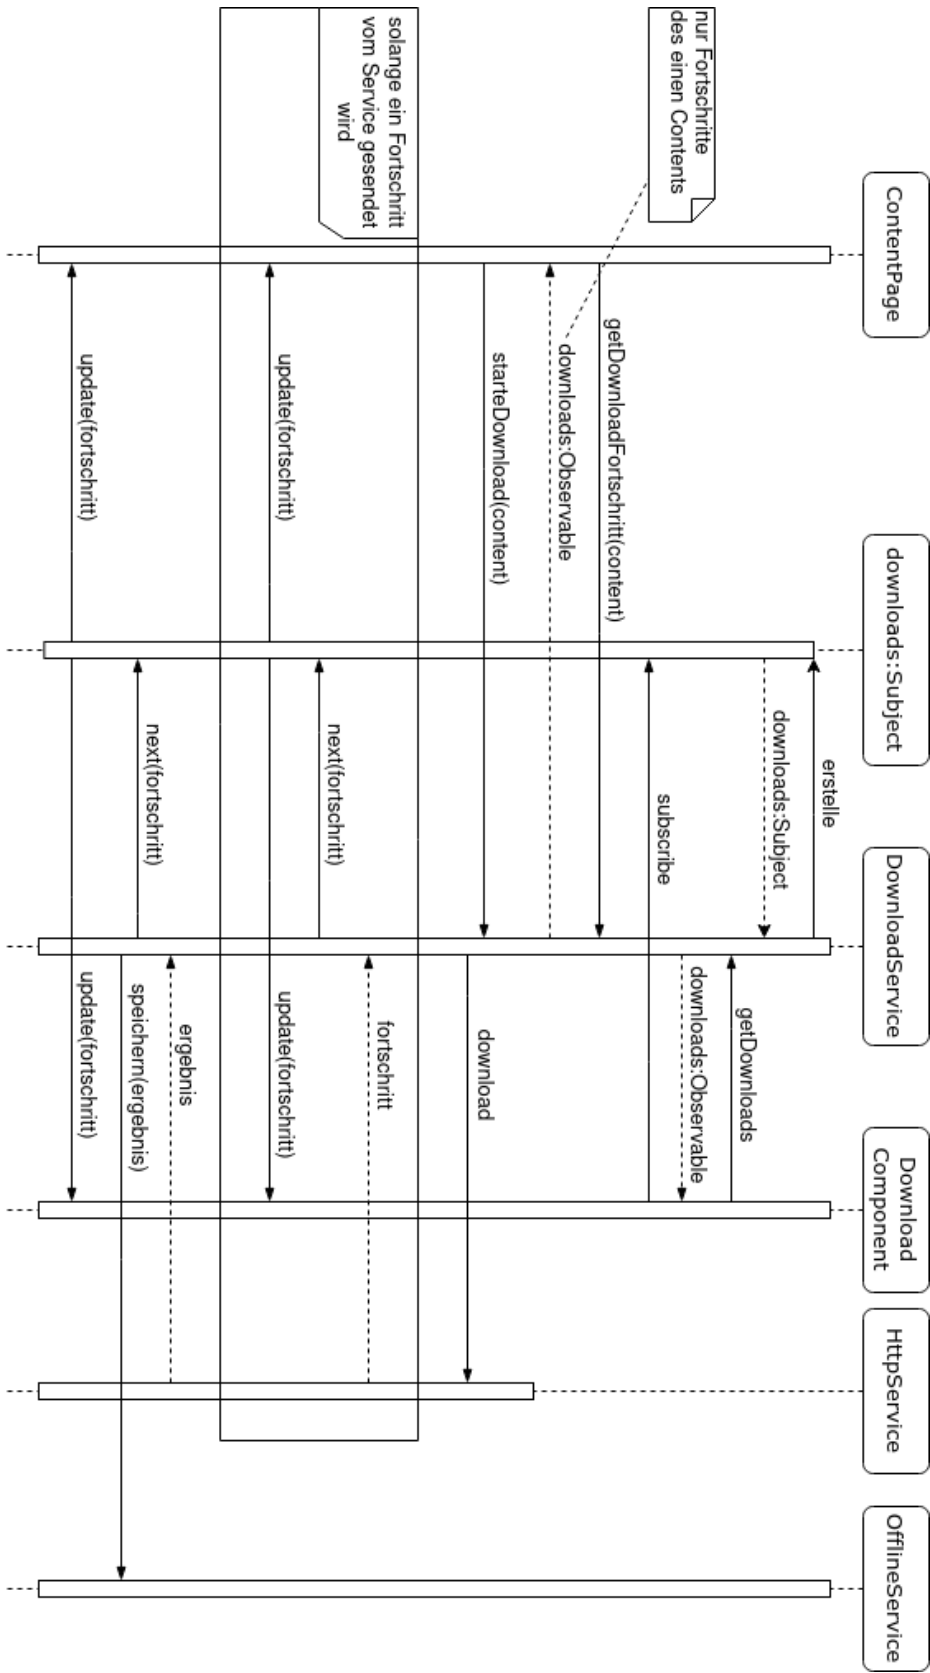 ContentPage
downloads::Subject
DownloadService
Download
Component
HttpService
OfflineService
erstelle
downloads:Subject
getDownloads
nur Fortschritte
des einen Contents
downloads:Observable
subscribe
getDownloadFortschritt(content)
downloads:Observable
starteDownload(content)
download
solange ein Fortschritt
vom Service gesendet
wird
fortschritt
next(fortschritt)
update(fortschritt)
update(fortschritt)
ergebnis
next(fortschritt)
speichern(ergebnis)
update(fortschritt)
update(fortschritt)